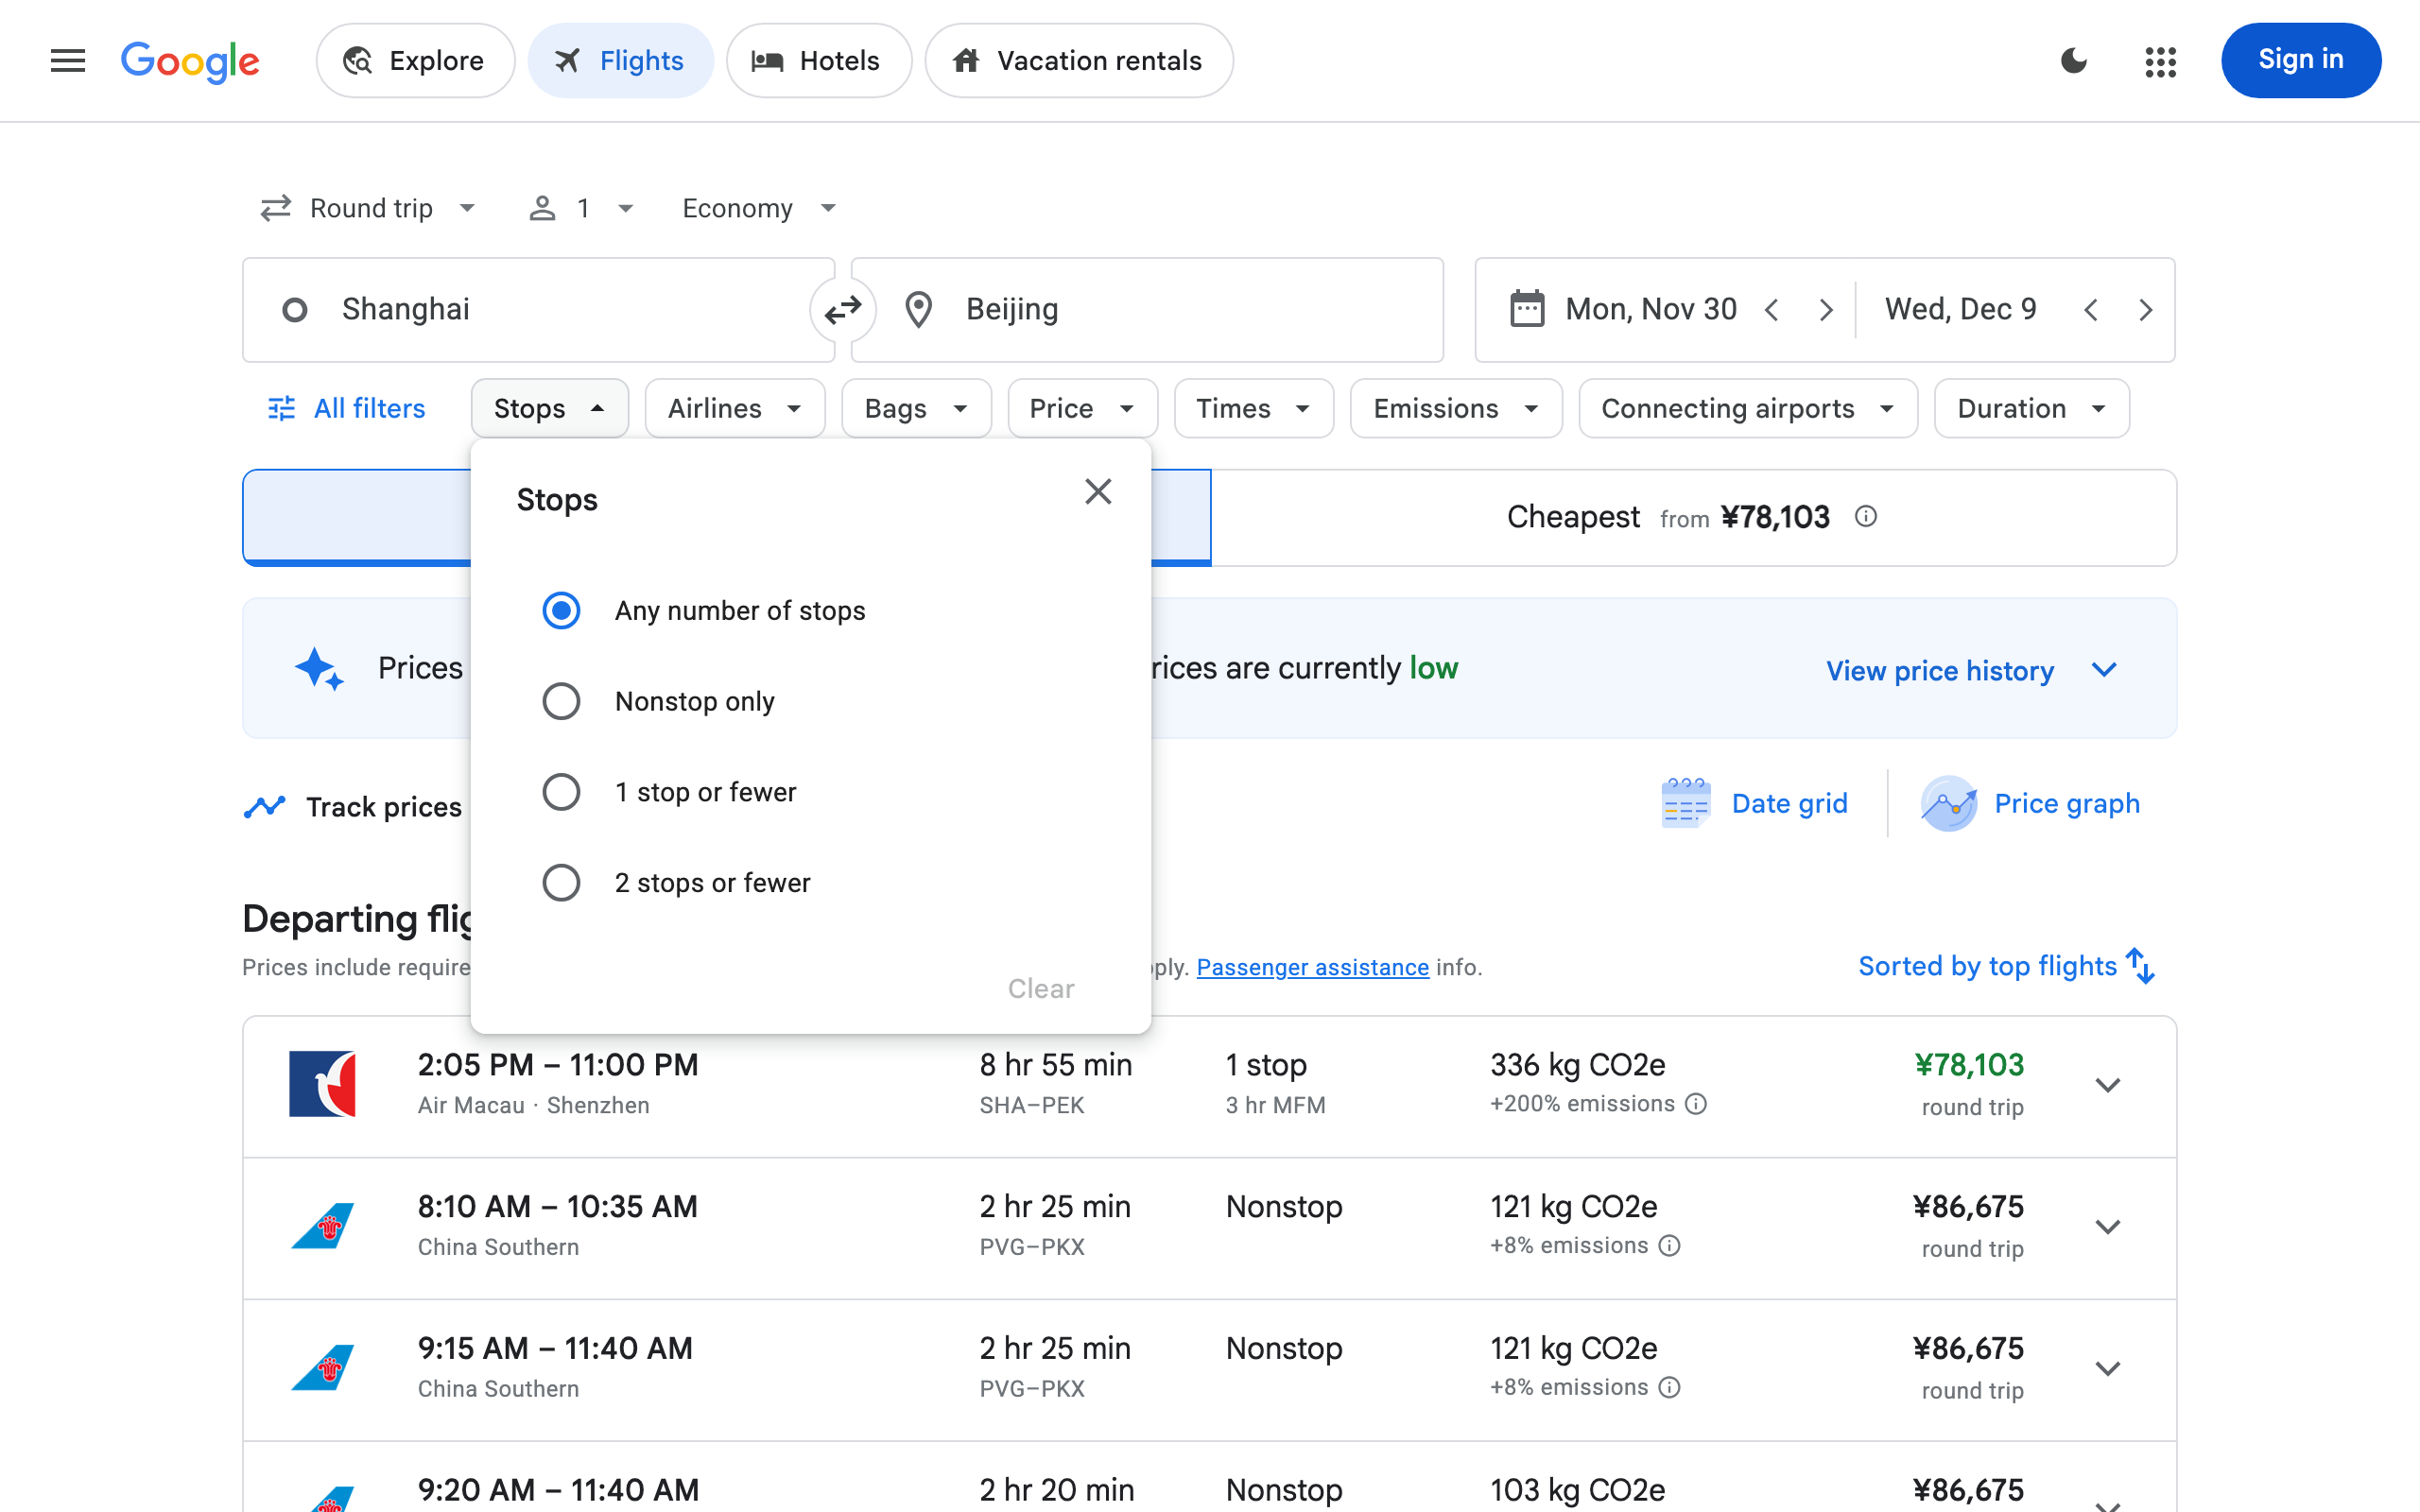 Google
Explore
Flights
Hotels
Vacation rentals
Sign in
Round trip
1
Economy
Shanghai
Beijing
Mon, Nov 30
Wed, Dec 9
All filters
Stops
Airlines
Bags
Price
Times
Emissions
Connecting airports
Duration
Stops
Any number of stops
Nonstop only
1 stop or fewer
2 stops or fewer
Clear
Cheapest from ¥78,103
Prices
prices are currently low
View price history
Track prices
Date grid
Price graph
Departing
Prices include
Passenger assistance info.
Sorted by top flights
2:05 PM – 11:00 PM
Air Macau · Shenzhen
8 hr 55 min
SHA–PEK
1 stop
3 hr MFM
336 kg CO2e
+200% emissions
¥78,103
round trip
8:10 AM – 10:35 AM
China Southern
2 hr 25 min
PVG–PKX
Nonstop
121 kg CO2e
+8% emissions
¥86,675
round trip
9:15 AM – 11:40 AM
China Southern
2 hr 25 min
PVG–PKX
Nonstop
121 kg CO2e
+8% emissions
¥86,675
round trip
9:20 AM – 11:40 AM
2 hr 20 min
Nonstop
103 kg CO2e
¥86,675